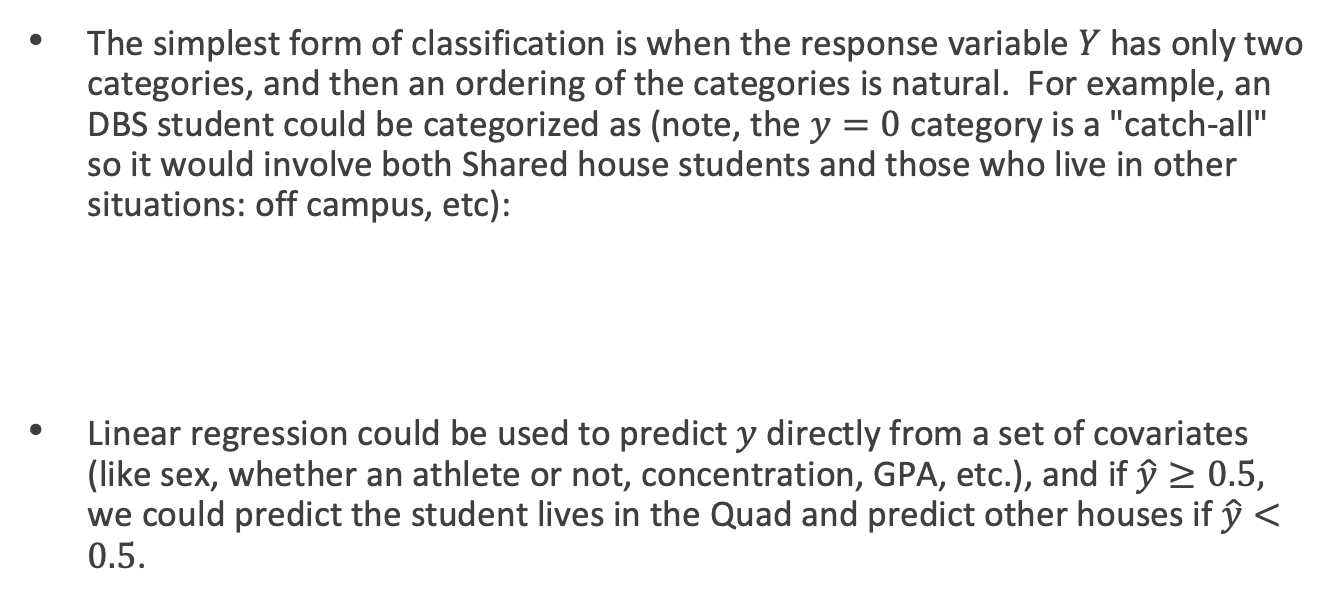 • The simplest form of classification is when the response variable Y has only two
categories, and then an ordering of the categories is natural.  For example, an
DBS student could be categorized as (note, the y = 0 category is a "catch-all"
so it would involve both Shared house students and those who live in other
situations: off campus, etc):
• Linear regression could be used to predict y directly from a set of covariates
(like sex, whether an athlete or not, concentration, GPA, etc.), and if ŷ ≥ 0.5,
we could predict the student lives in the Quad and predict other houses if ŷ <
0.5.